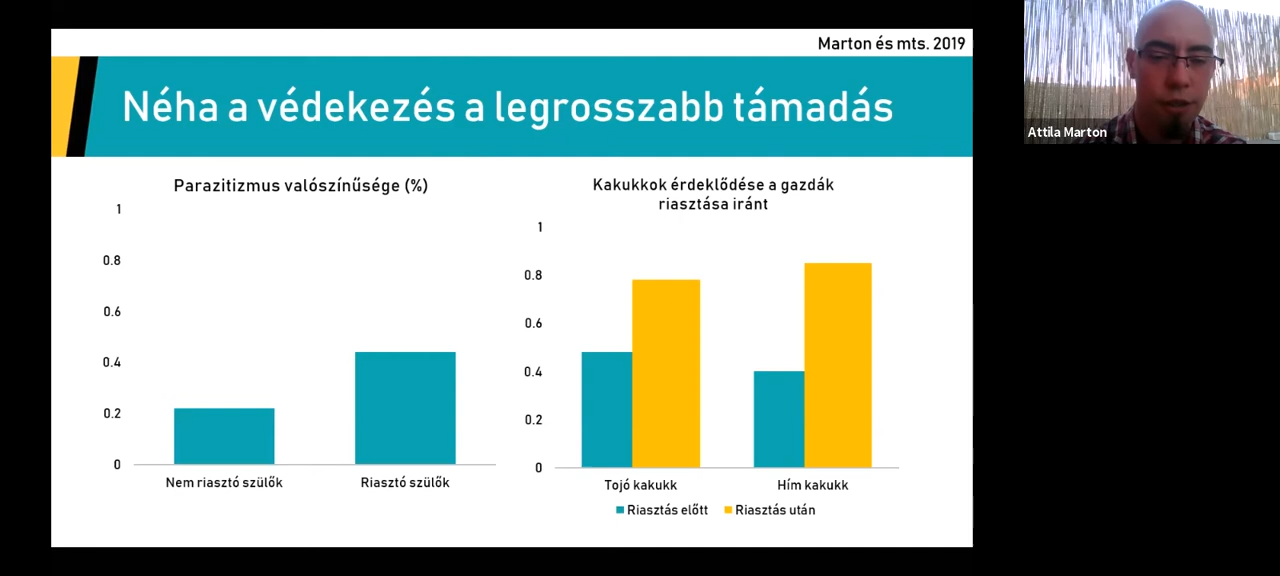 Marton és mts. 2019
Néha a védekezés a legrosszabb támadás
Attila Marton
Parazitizmus valószínűsége (%)
1
0.8
0.6
0.4
0.2
0
Nem riasztó szülők
Riasztó szülők
Kakukkok érdeklődése a gazdák
riasztása iránt
1
0.8
0.6
0.4
0.2
0
Tojó kakukk
Hím kakukk
Riasztás előtt
Riasztás után